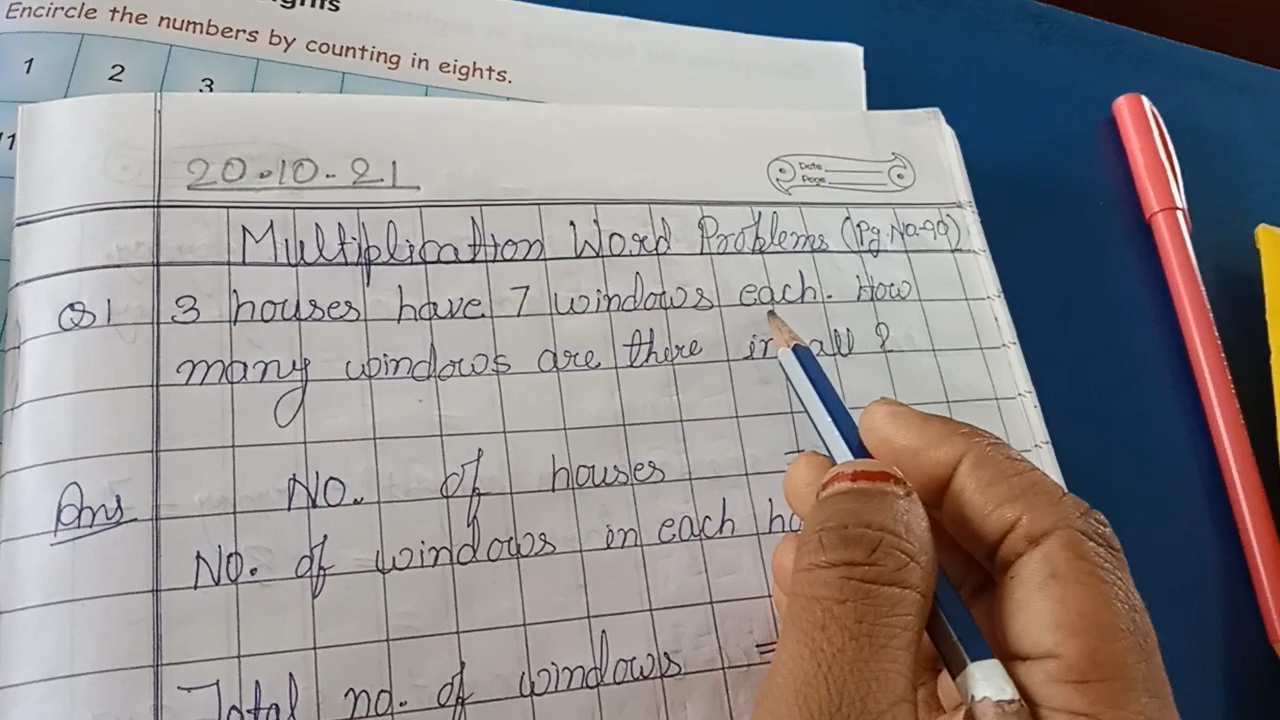 Encircle the numbers by counting in eights.
1 2 3
20.10.21
Date
Page
Multiplication Word Problems (Pg.No-99)
Q1 3 houses have 7 windows each. How
many windows are there in all ?
Ans No. of houses
No. of windows in each
Total no. of windows =